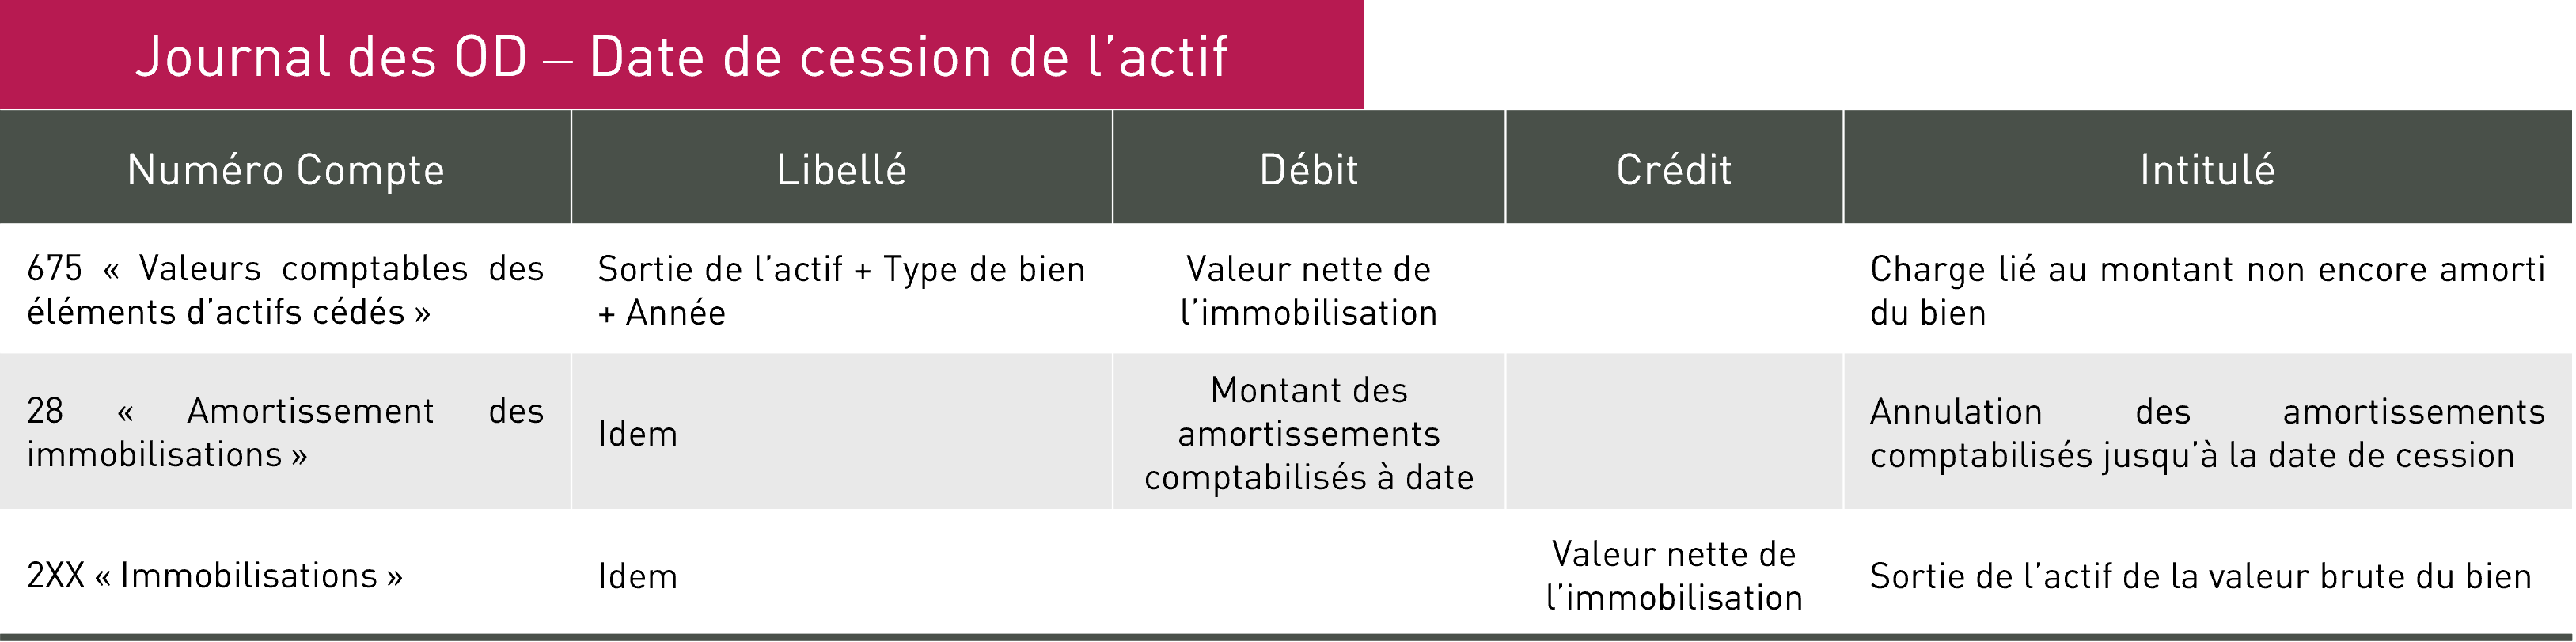 Journal des OD – Date de cession de l’actif
Numéro Compte
Libellé
Débit
Crédit
Intitulé
675 « Valeurs comptables des
éléments d’actifs cédés »
Sortie de l’actif + Type de bien
+ Année
Valeur nette de
l’immobilisation
Charge lié au montant non encore amorti
du bien
28 « Amortissement des
immobilisations »
Idem
Montant des
amortissements
comptabilisés à date
Annulation des amortissements
comptabilisés jusqu’à la date de cession
2XX « Immobilisations »
Idem
Valeur nette de
l’immobilisation
Sortie de l’actif de la valeur brute du bien